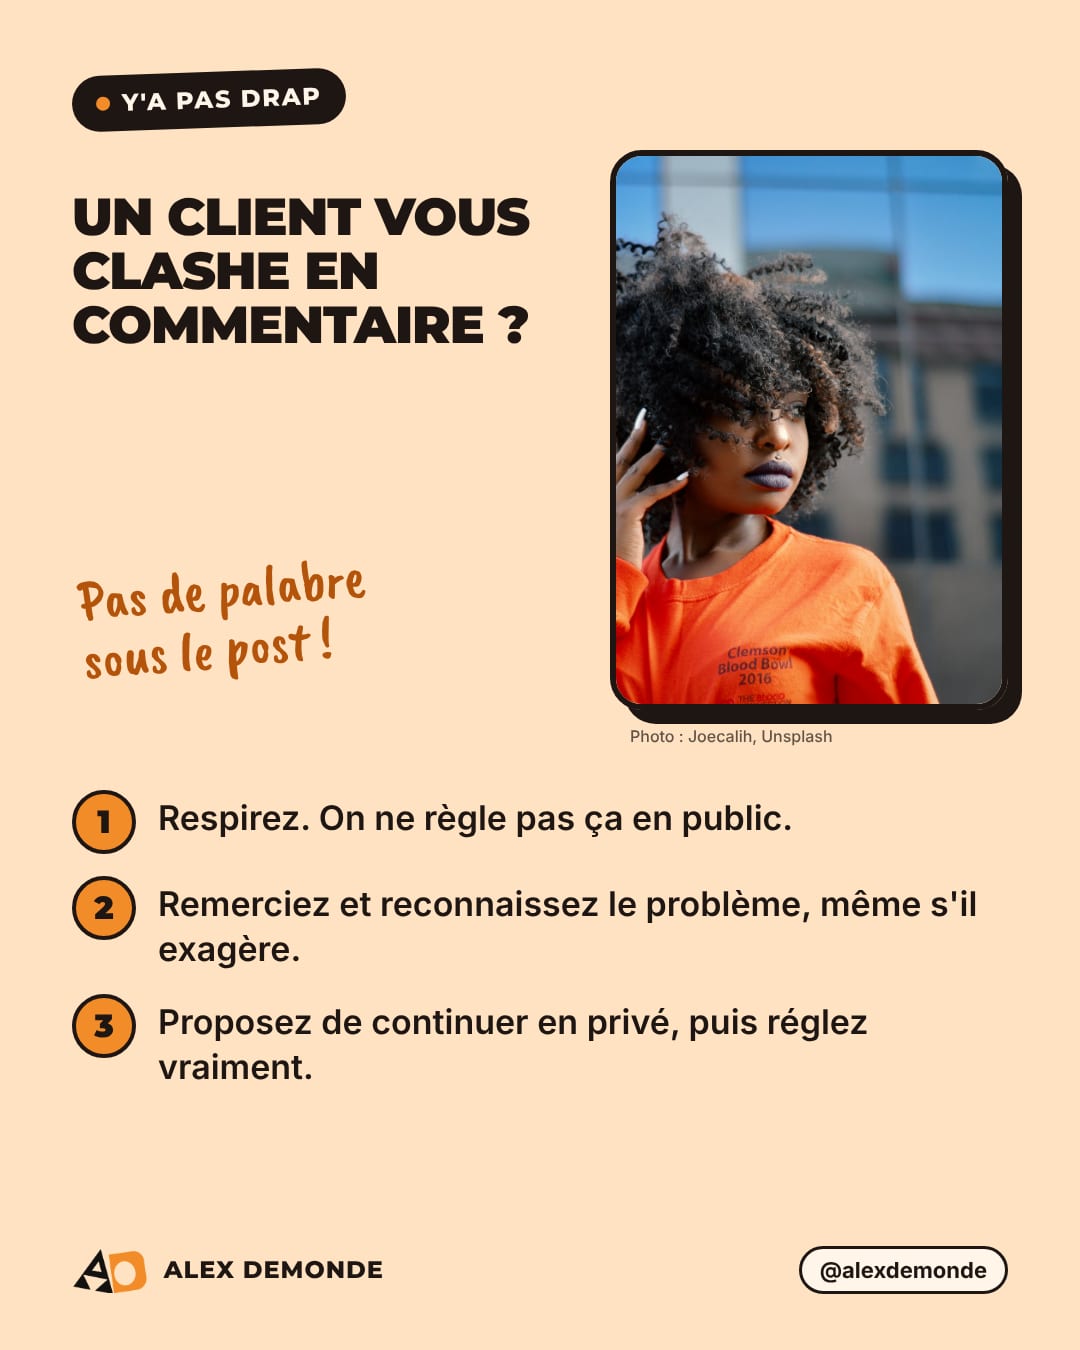 Y'A PAS DRAP
UN CLIENT VOUS
CLASHE EN
COMMENTAIRE ?
Pas de palabre
sous le post !
Clemson
Blood Bowl
2016
THE BLOOD
Photo : Joecalih, Unsplash
1 Respirez. On ne règle pas ça en public.
2 Remerciez et reconnaissez le problème, même s'il
exagère.
3 Proposez de continuer en privé, puis réglez
vraiment.
ALEX DEMONDE
@alexdemonde